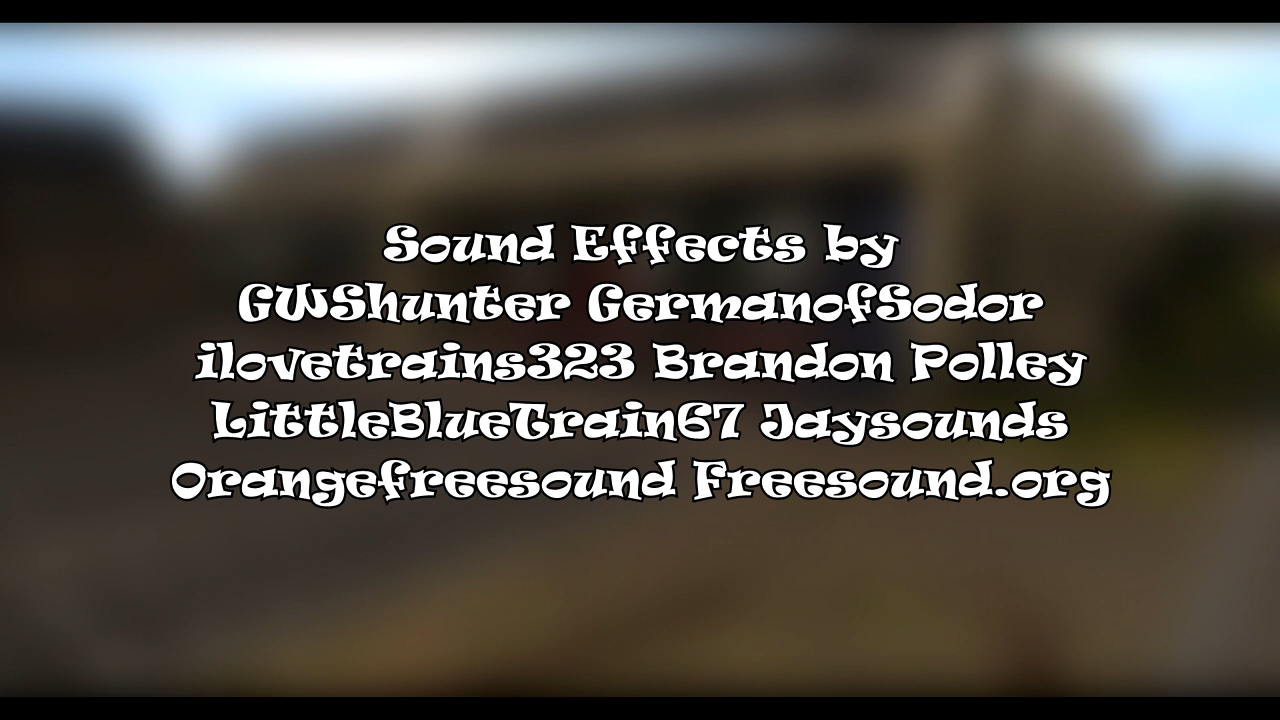 Sound Effects by
GWShunter GermanofSodor
ilovetrains323 Brandon Polley
LittleBlueTrain67 Jaysounds
Orangefreesound Freesound.org